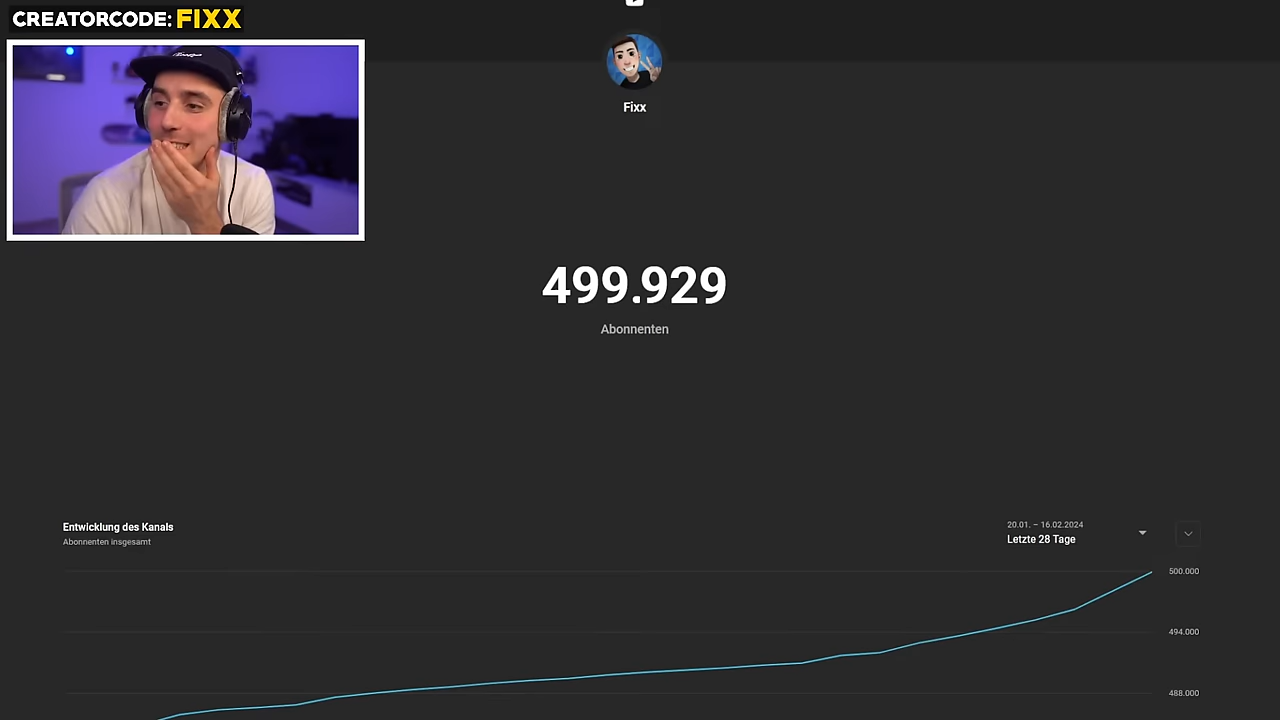 CREATORCODE: FIXX
Fixx
499.929
Abonnenten
Entwicklung des Kanals
Abonnenten insgesamt
20.01. – 16.02.2024
Letzte 28 Tage
500.000
494.000
488.000